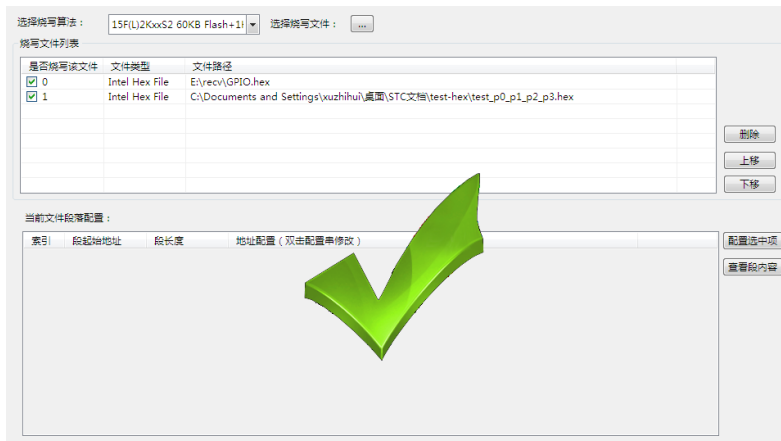 选择烧写算法： 15F(L)2KxxS2 60KB Flash+1 选择烧写文件： ...
烧写文件列表
是否烧写该文件 文件类型 文件路径
0 Intel Hex File E:\recv\GPIO.hex
1 Intel Hex File C:\Documents and Settings\xuzhihui\桌面\STC文档\test-hex\test_p0_p1_p2_p3.hex
删除
上移
下移
当前文件段落配置：
索引 段起始地址 段长度 地址配置（双击配置串修改）
配置选中项
查看段内容